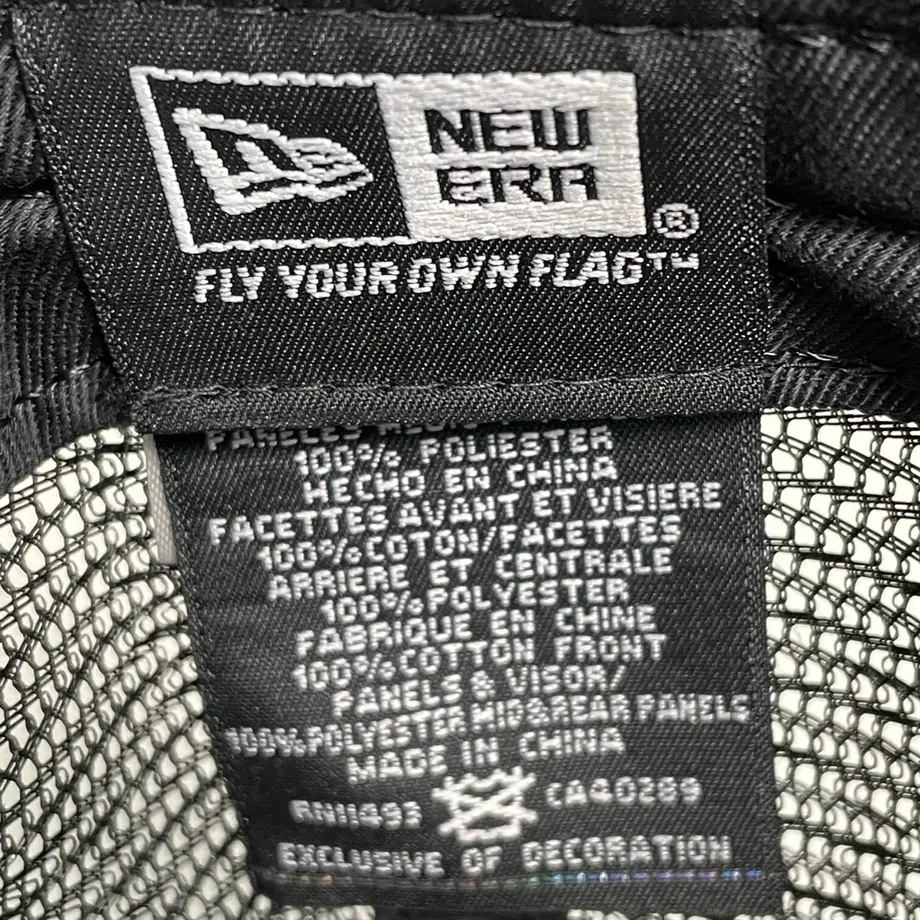 NEW
ERA
®
FLY YOUR OWN FLAG™
PANELES
100% POLIESTER
HECHO EN CHINA
FACETTES AVANT ET VISIERE
100%COTON/FACETTES
ARRIERE ET CENTRALE
100%POLYESTER
FABRIQUE EN CHINE
100%COTTON FRONT
PANELS & VISOR/
100%POLYESTER MID&REAR PANELS
MADE IN CHINA
RN11493 CA40289
EXCLUSIVE OF DECORATION